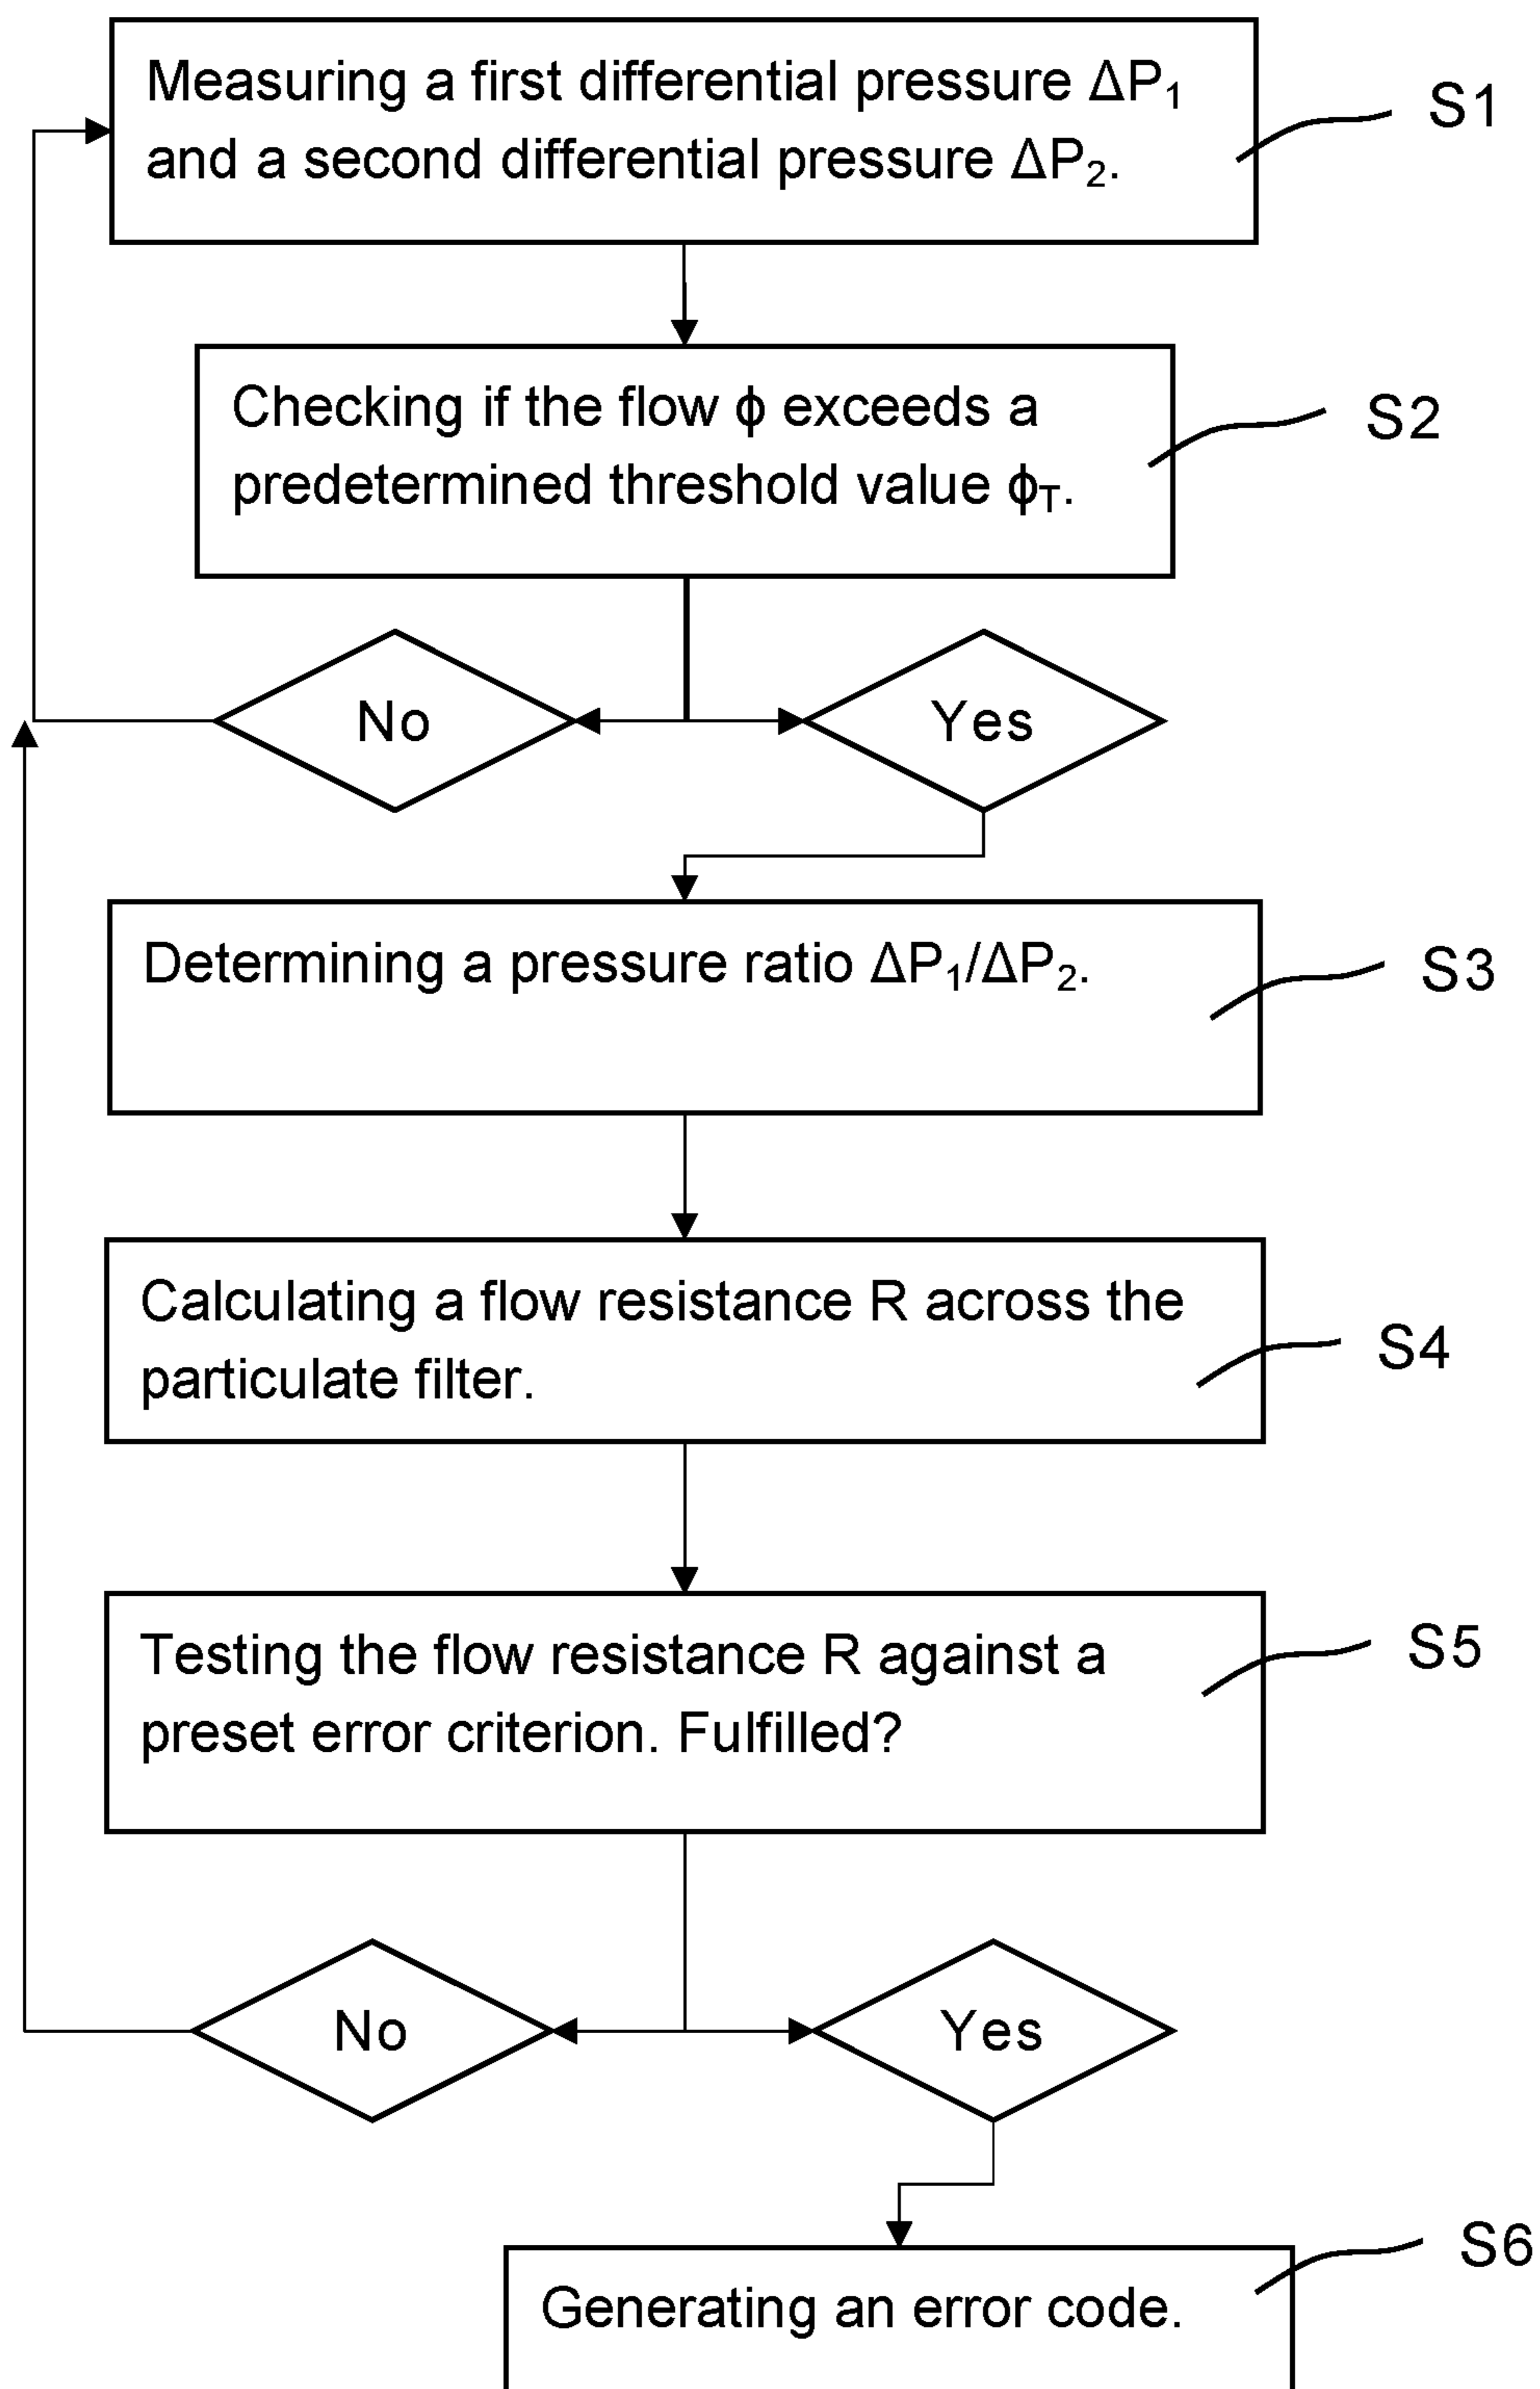 Measuring a first differential pressure ΔP₁
and a second differential pressure ΔP₂.
S1
Checking if the flow ϕ exceeds a
predetermined threshold value ϕT.
S2
No
Yes
Determining a pressure ratio ΔP₁/ΔP₂.
S3
Calculating a flow resistance R across the
particulate filter.
S4
Testing the flow resistance R against a
preset error criterion. Fulfilled?
S5
No
Yes
Generating an error code.
S6